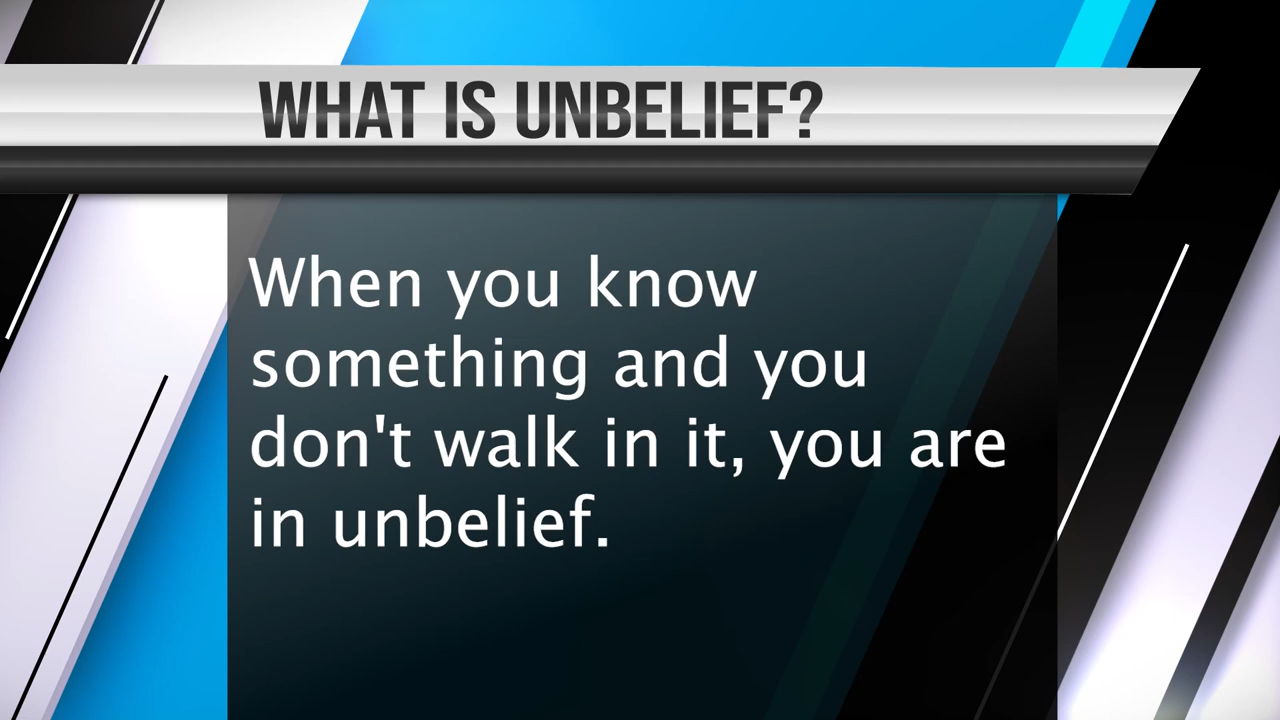 WHAT IS UNBELIEF?
When you know
something and you
don't walk in it, you are
in unbelief.